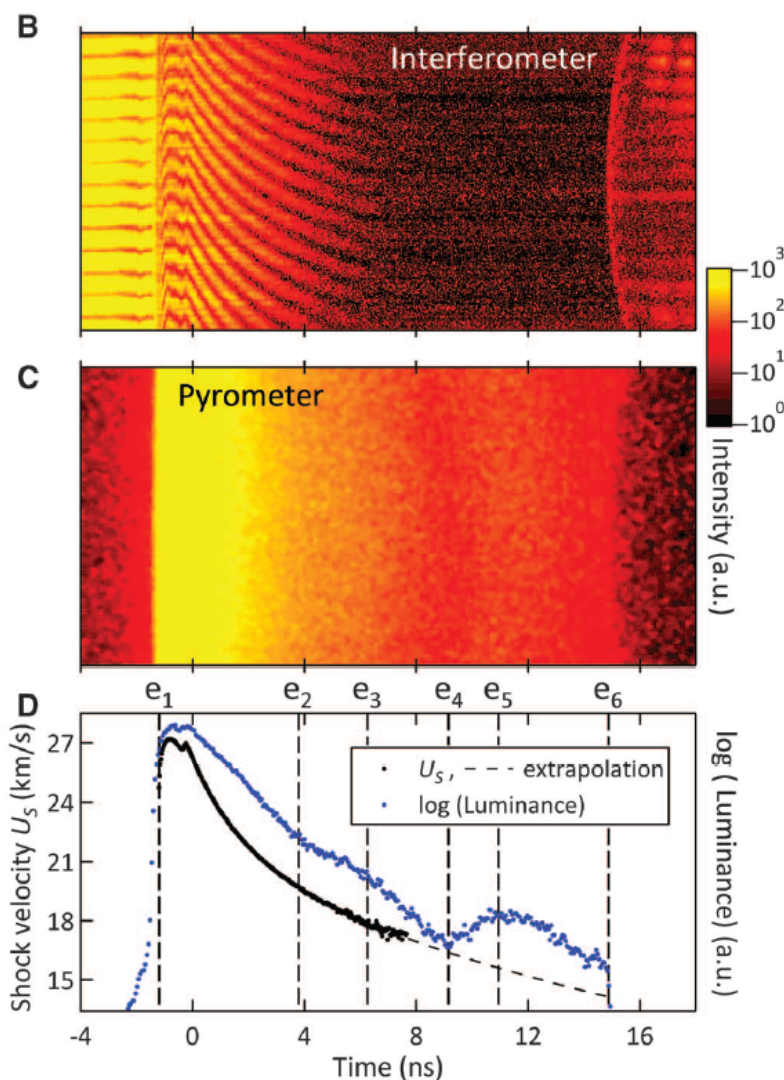 B
Interferometer
10³
10²
10¹
10⁰
Intensity (a.u.)
C
Pyrometer
e₁ e₂ e₃ e₄ e₅ e₆
D
27
24
21
18
15
Shock velocity U_S (km/s)
U_S , --- extrapolation
log (Luminance)
log ( Luminance) (a.u.)
-4 0 4 8 12 16
Time (ns)